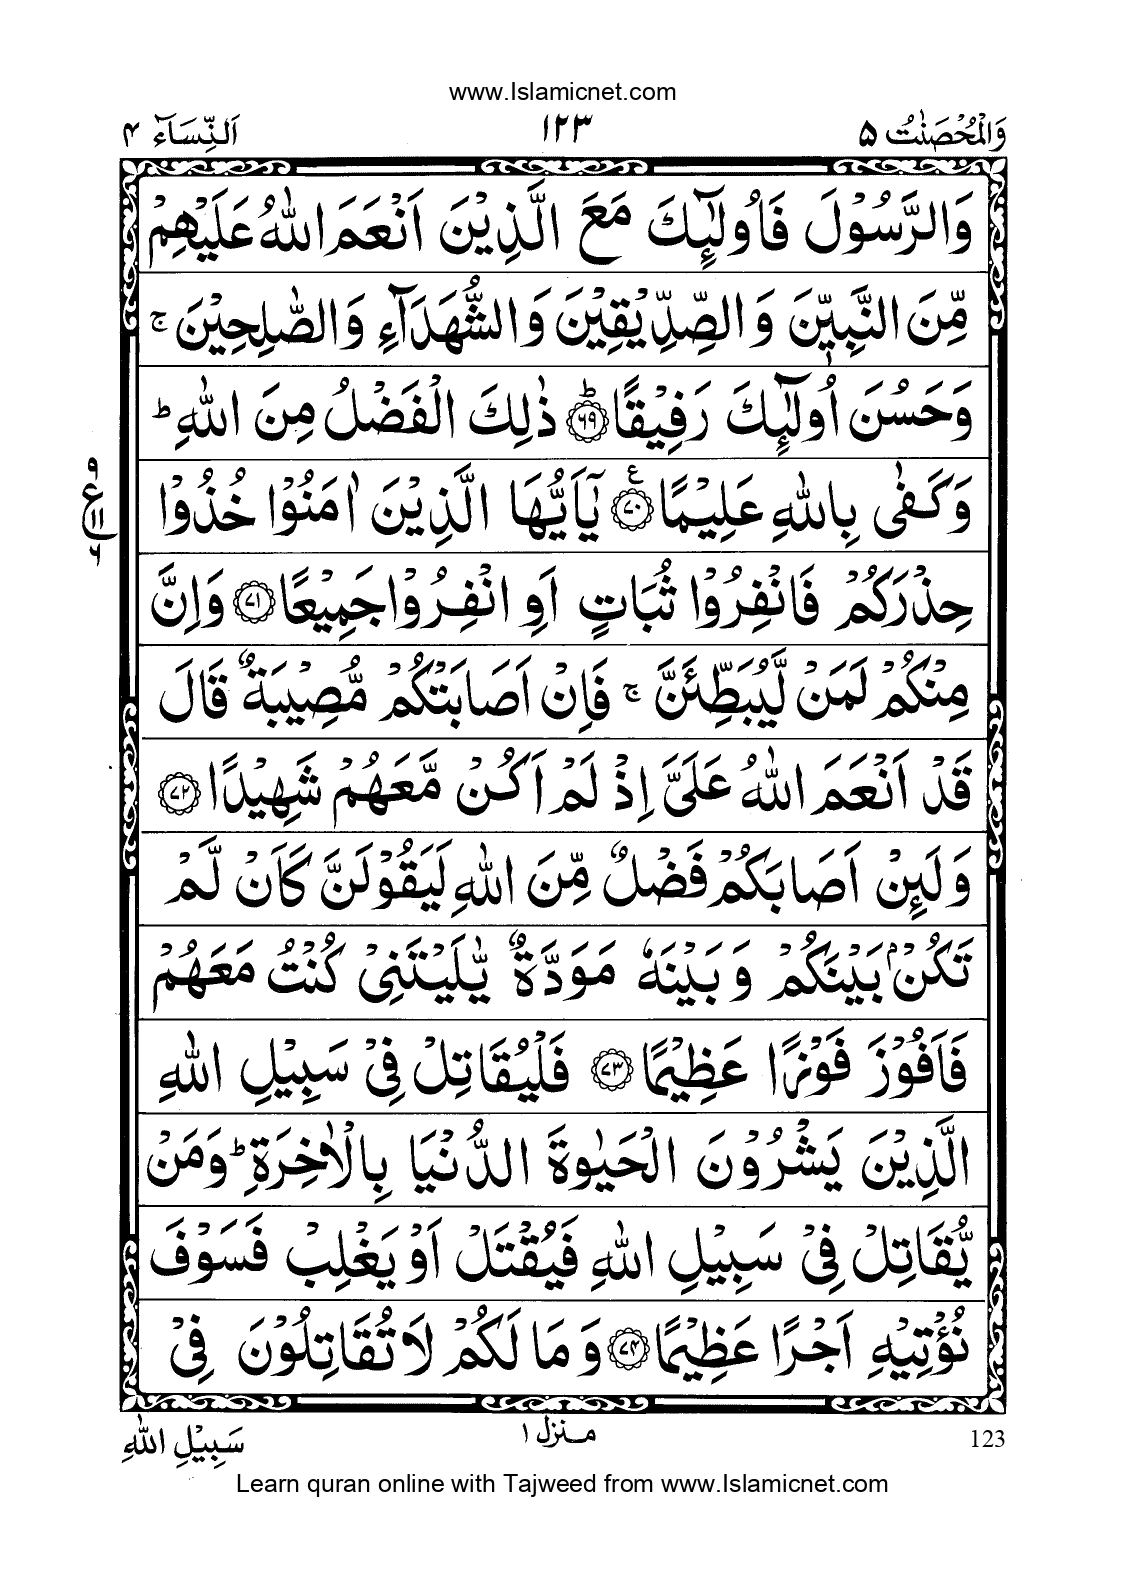 www.Islamicnet.com
وَالْمُحْصَنٰتُ ۵ ۱۲۳ اَلنِّسَآء ۴
وَالرَّسُوْلَ فَاُولٰٓئِكَ مَعَ الَّذِيْنَ اَنْعَمَ اللّٰهُ عَلَيْهِمْ
مِّنَ النَّبِيّٖنَ وَالصِّدِّيْقِيْنَ وَالشُّهَدَآءِ وَالصّٰلِحِيْنَ ۚ
وَحَسُنَ اُولٰٓئِكَ رَفِيْقًا ؕ ﴿۶۹﴾ ذٰلِكَ الْفَضْلُ مِنَ اللّٰهِ ؕ
وَكَفٰى بِاللّٰهِ عَلِيْمًا ﴿۷۰﴾ ع يٰۤاَيُّهَا الَّذِيْنَ اٰمَنُوْا خُذُوْا
۹ ع ۱۱ ۶
حِذْرَكُمْ فَانْفِرُوْا ثُبَاتٍ اَوِ انْفِرُوْا جَمِيْعًا ﴿۷۱﴾ وَاِنَّ
مِنْكُمْ لَمَنْ لَّيُبَطِّئَنَّ ۚ فَاِنْ اَصَابَتْكُمْ مُّصِيْبَةٌ قَالَ
قَدْ اَنْعَمَ اللّٰهُ عَلَىَّ اِذْ لَمْ اَكُنْ مَّعَهُمْ شَهِيْدًا ﴿۷۲﴾
وَلَئِنْ اَصَابَكُمْ فَضْلٌ مِّنَ اللّٰهِ لَيَقُوْلَنَّ كَاَنْ لَّمْ
تَكُنْۢ بَيْنَكُمْ وَبَيْنَهٗ مَوَدَّةٌ يّٰلَيْتَنِىْ كُنْتُ مَعَهُمْ
فَاَفُوْزَ فَوْزًا عَظِيْمًا ﴿۷۳﴾ فَلْيُقَاتِلْ فِىْ سَبِيْلِ اللّٰهِ
الَّذِيْنَ يَشْرُوْنَ الْحَيٰوةَ الدُّنْيَا بِالْاٰخِرَةِ ؕ وَمَنْ
يُّقَاتِلْ فِىْ سَبِيْلِ اللّٰهِ فَيُقْتَلْ اَوْ يَغْلِبْ فَسَوْفَ
نُؤْتِيْهِ اَجْرًا عَظِيْمًا ﴿۷۴﴾ وَمَا لَكُمْ لَا تُقَاتِلُوْنَ فِىْ
123 منزل ۱ سَبِيْلِ اللّٰهِ
Learn quran online with Tajweed from www.Islamicnet.com